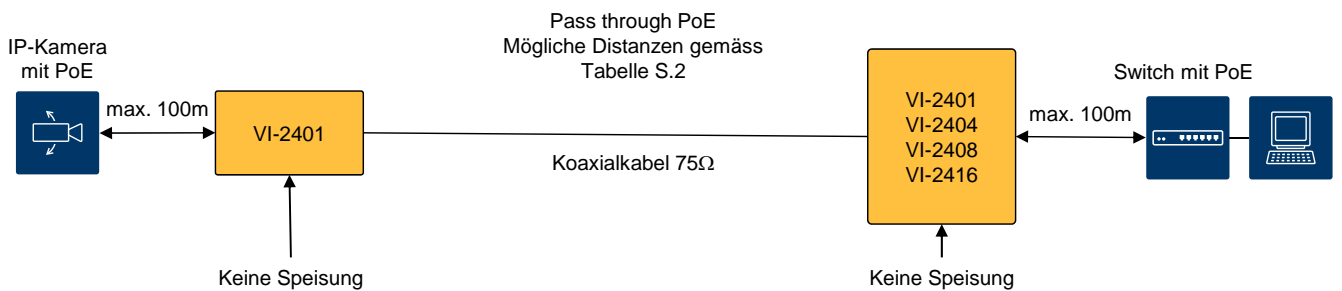 Pass through PoE
Mögliche Distanzen gemäss
Tabelle S.2
IP-Kamera
mit PoE
Switch mit PoE
max. 100m
VI-2401
VI-2401
VI-2404
VI-2408
VI-2416
max. 100m
Koaxialkabel 75Ω
Keine Speisung
Keine Speisung